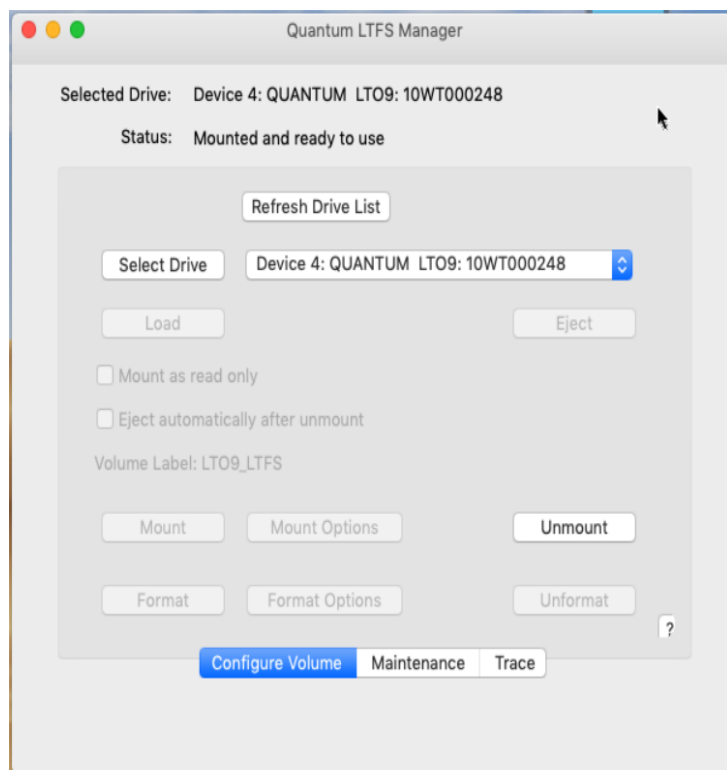 Quantum LTFS Manager
Selected Drive: Device 4: QUANTUM LTO9: 10WT000248
Status: Mounted and ready to use
Refresh Drive List
Select Drive Device 4: QUANTUM LTO9: 10WT000248
Load Eject
Mount as read only
Eject automatically after unmount
Volume Label: LTO9_LTFS
Mount Mount Options Unmount
Format Format Options Unformat
?
Configure Volume Maintenance Trace